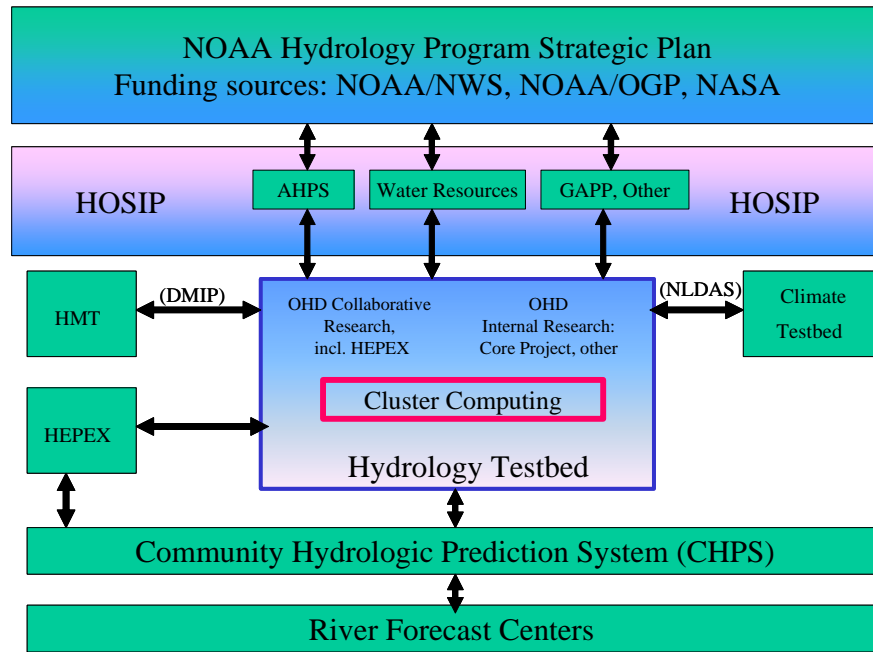 NOAA Hydrology Program Strategic Plan
Funding sources: NOAA/NWS, NOAA/OGP, NASA
HOSIP
AHPS
Water Resources
GAPP, Other
HOSIP
HMT
(DMIP)
OHD Collaborative
Research,
incl. HEPEX
OHD
Internal Research:
Core Project, other
(NLDAS)
Climate
Testbed
Cluster Computing
HEPEX
Hydrology Testbed
Community Hydrologic Prediction System (CHPS)
River Forecast Centers